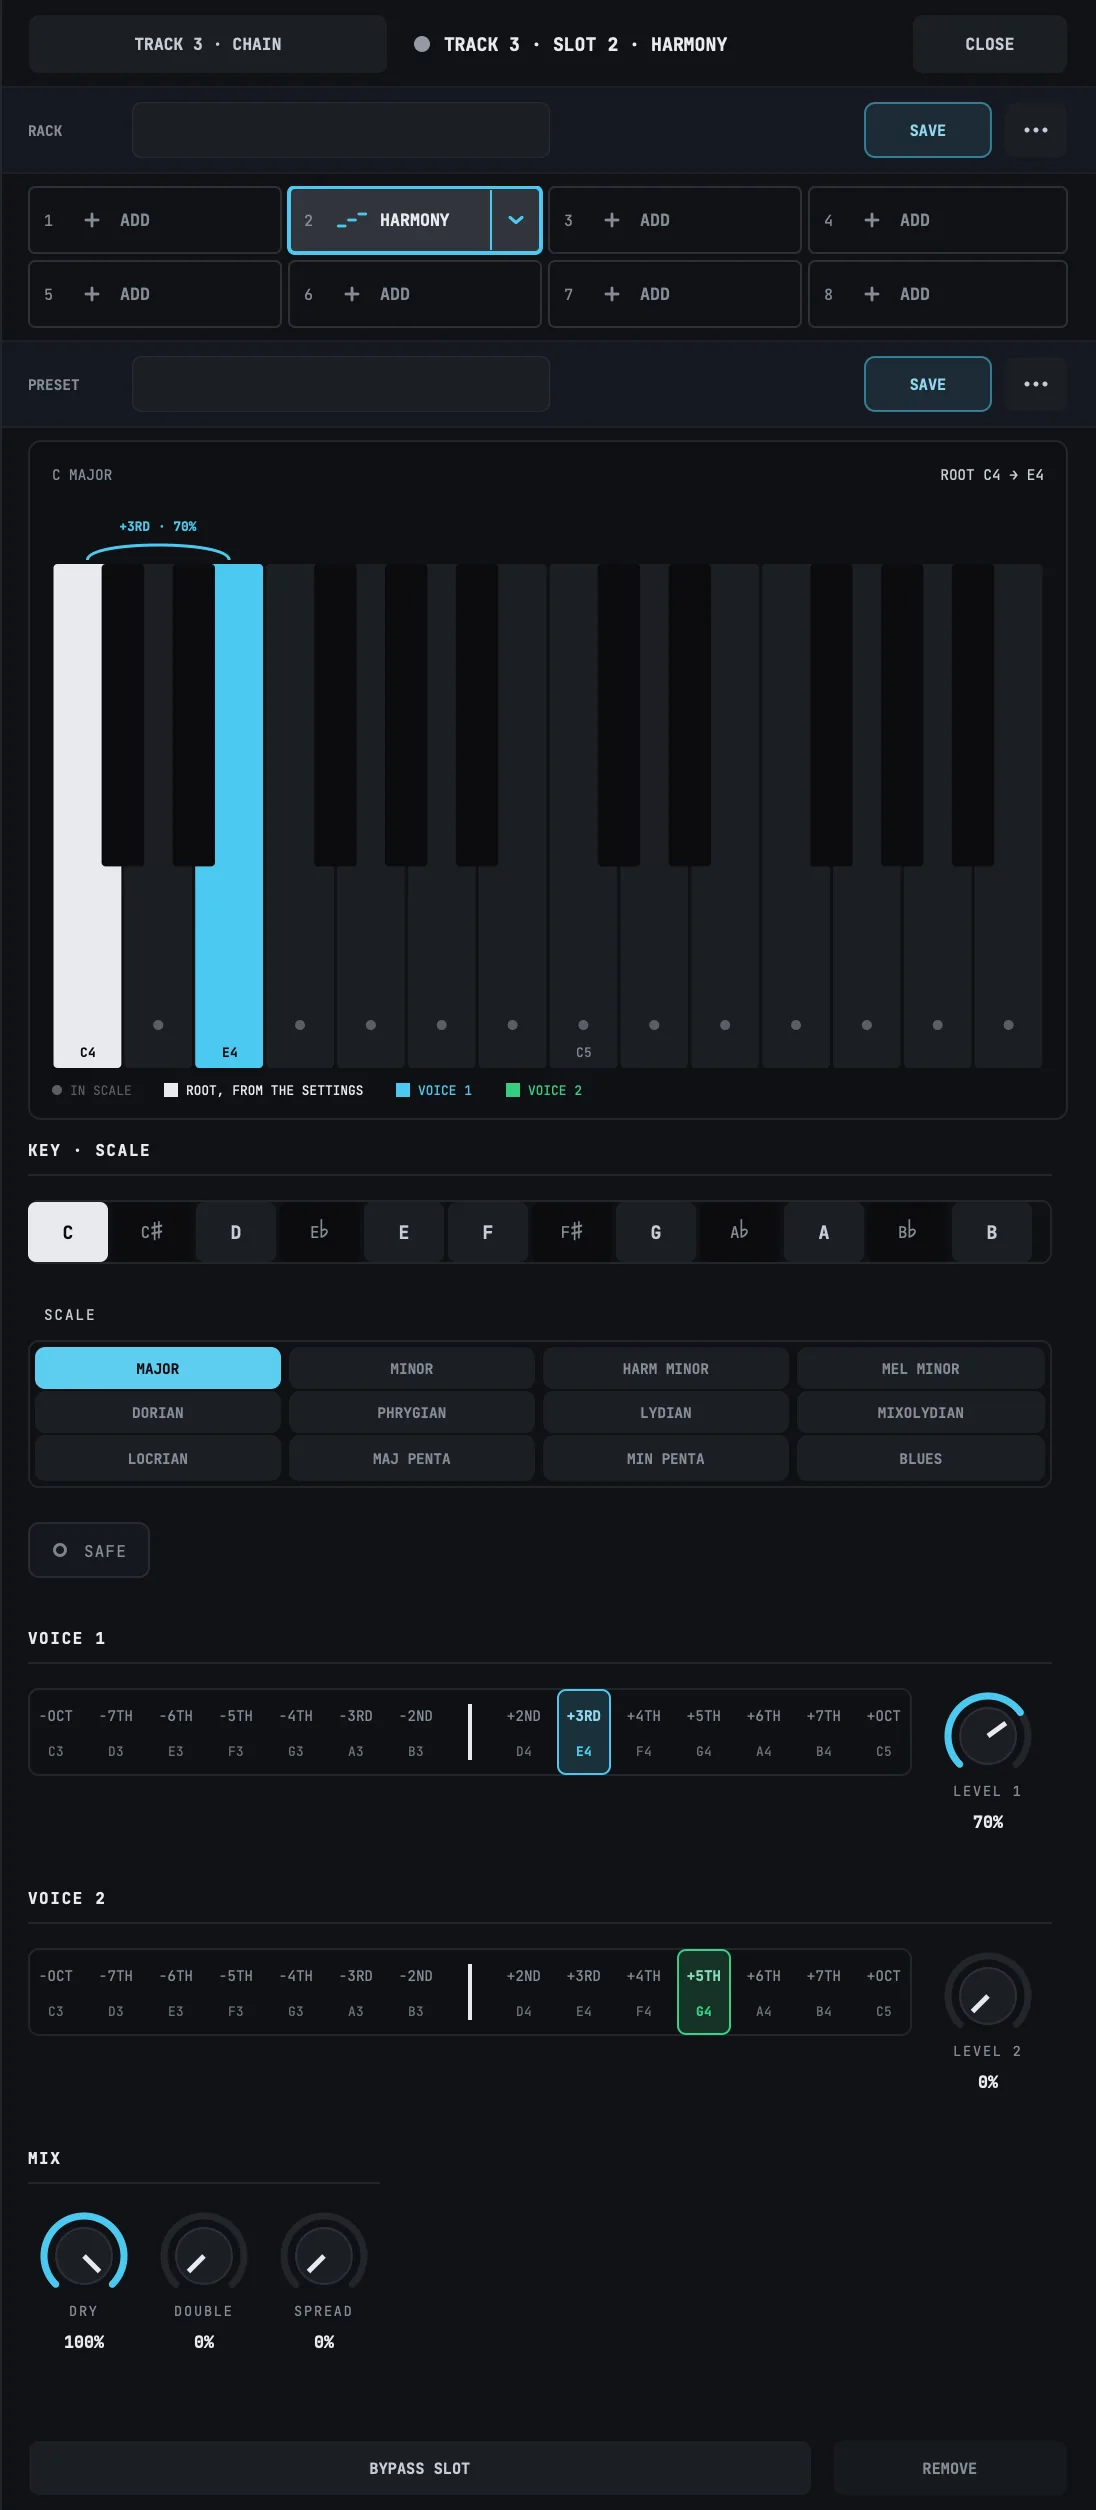 TRACK 3 · CHAIN TRACK 3 · SLOT 2 · HARMONY CLOSE
RACK SAVE
1 + ADD 2 HARMONY 3 + ADD 4 + ADD
5 + ADD 6 + ADD 7 + ADD 8 + ADD
PRESET SAVE
C MAJOR ROOT C4 → E4
+3RD · 70%
C4 E4 C5
IN SCALE ROOT, FROM THE SETTINGS VOICE 1 VOICE 2
KEY · SCALE
C C♯ D E♭ E F F♯ G A♭ A B♭ B
SCALE
MAJOR MINOR HARM MINOR MEL MINOR
DORIAN PHRYGIAN LYDIAN MIXOLYDIAN
LOCRIAN MAJ PENTA MIN PENTA BLUES
SAFE
VOICE 1
-OCT -7TH -6TH -5TH -4TH -3RD -2ND +2ND +3RD +4TH +5TH +6TH +7TH +OCT
C3 D3 E3 F3 G3 A3 B3 D4 E4 F4 G4 A4 B4 C5
LEVEL 1
70%
VOICE 2
-OCT -7TH -6TH -5TH -4TH -3RD -2ND +2ND +3RD +4TH +5TH +6TH +7TH +OCT
C3 D3 E3 F3 G3 A3 B3 D4 E4 F4 G4 A4 B4 C5
LEVEL 2
0%
MIX
DRY DOUBLE SPREAD
100% 0% 0%
BYPASS SLOT REMOVE